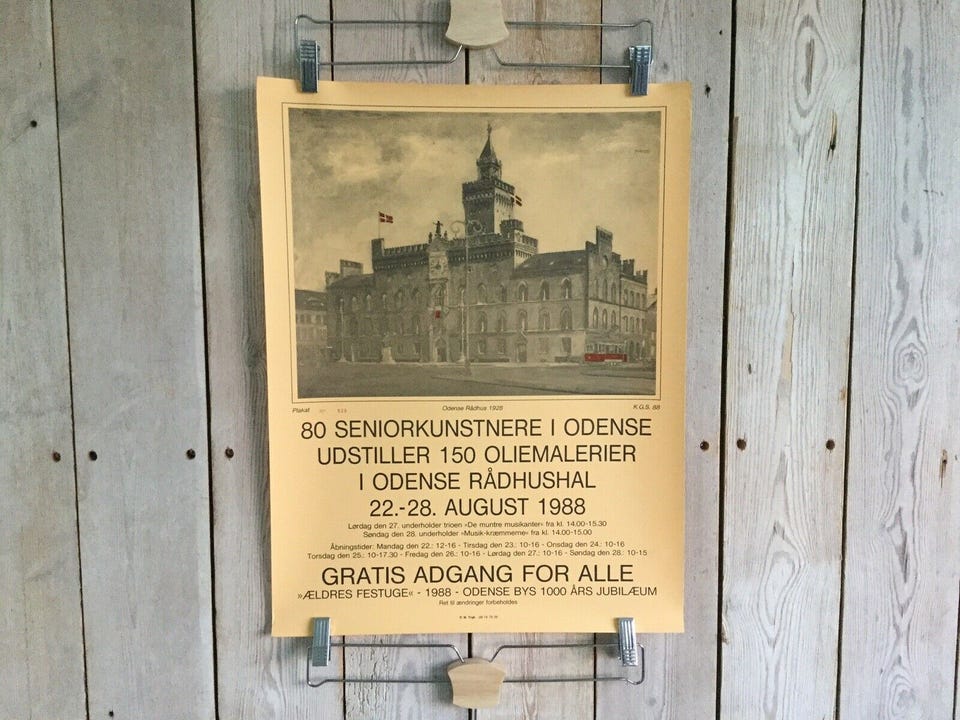 Plakat
Odense Rådhus 1928
K.G.S. 88
80 SENIORKUNSTNERE I ODENSE
UDSTILLER 150 OLIEMALERIER
I ODENSE RÅDHUSHAL
22.-28. AUGUST 1988
Lørdag den 27. underholder trioen »De muntre musikanter« fra kl. 14.00-15.30
Søndag den 28. underholder »Musik-kræmmerne« fra kl. 14.00-15.00
Åbningstider: Mandag den 22.: 12-16 - Tirsdag den 23.: 10-16 - Onsdag den 24.: 10-16
Torsdag den 25.: 10-17.30 - Fredag den 26.: 10-16 - Lørdag den 27.: 10-16 - Søndag den 28.: 10-15
GRATIS ADGANG FOR ALLE
»ÆLDRES FESTUGE« - 1988 - ODENSE BYS 1000 ÅRS JUBILÆUM
Ret til ændringer forbeholdes